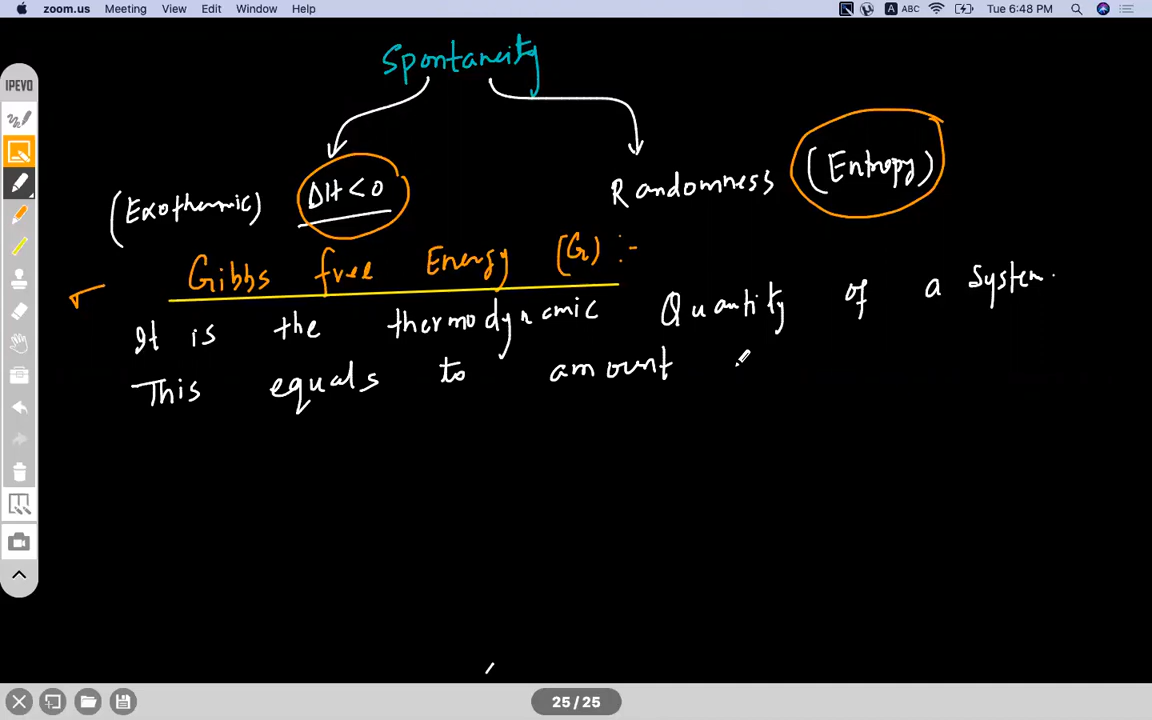 zoom.us Meeting View Edit Window Help A ABC Tue 6:48 PM
IPEVO
Spontaneity
(Exothermic) ΔH < 0 Randomness (Entropy)
Gibbs free Energy (G) :-
It is the thermodynamic Quantity of a System.
This equals to amount
25 / 25